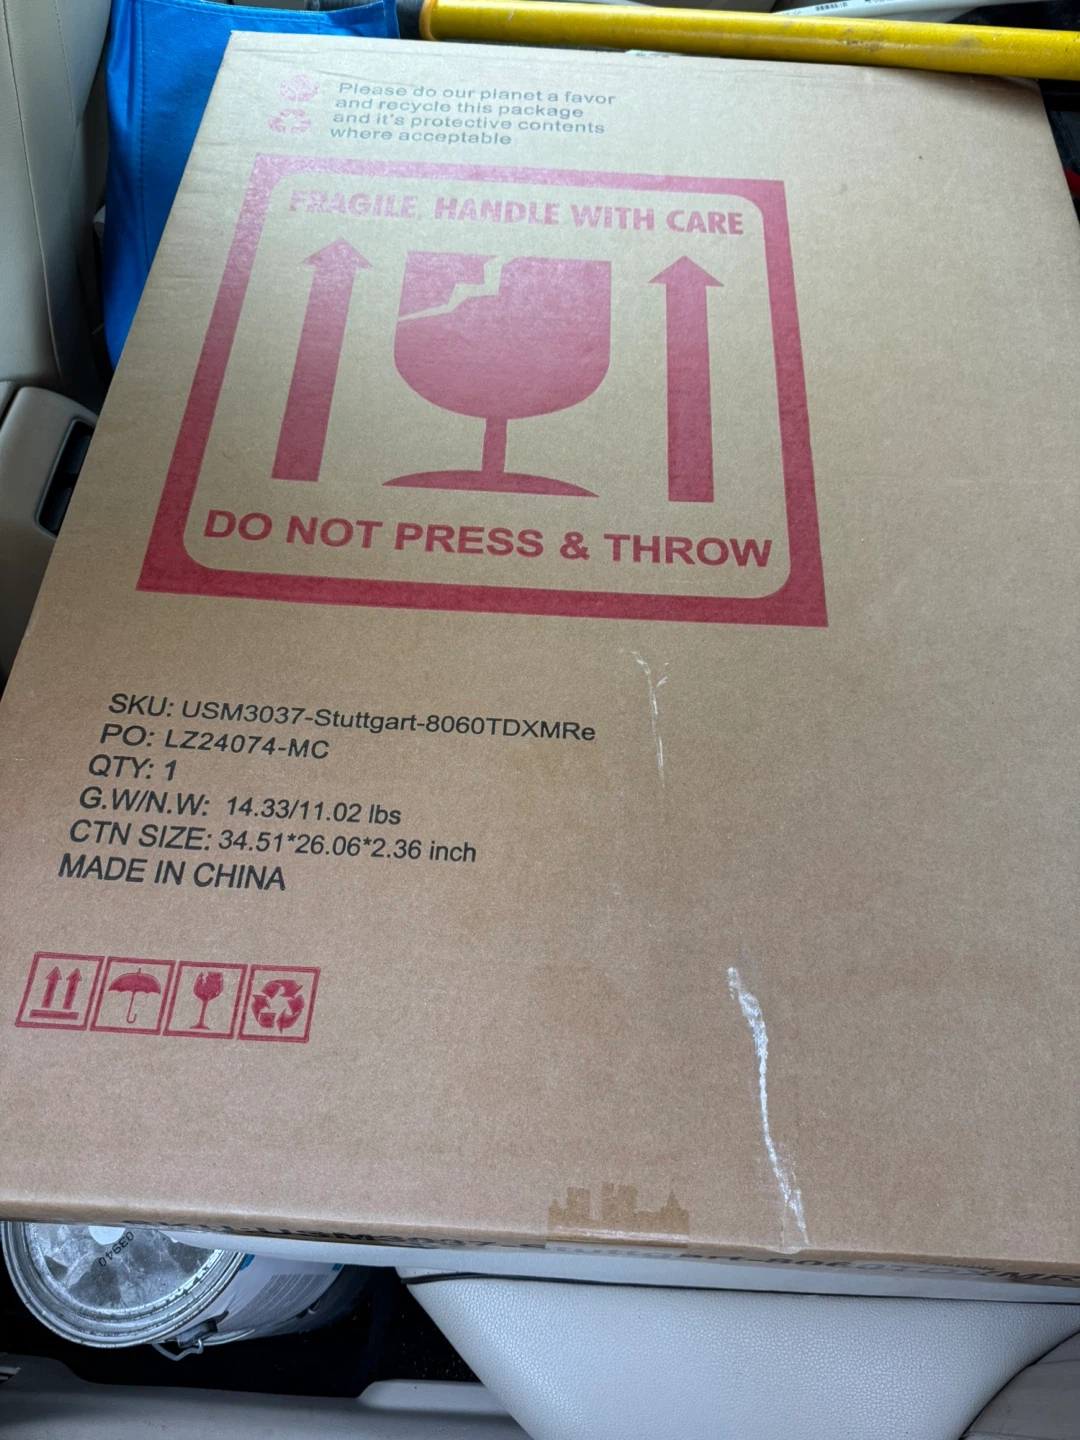 Please do our planet a favor
and recycle this package
and it's protective contents
where acceptable
FRAGILE, HANDLE WITH CARE
DO NOT PRESS & THROW
SKU: USM3037-Stuttgart-8060TDXMRe
PO: LZ24074-MC
QTY: 1
G.W/N.W: 14.33/11.02 lbs
CTN SIZE: 34.51*26.06*2.36 inch
MADE IN CHINA
03940